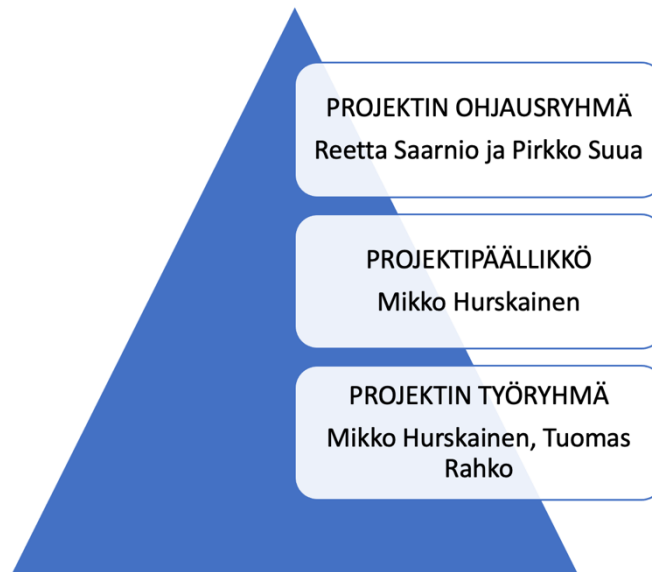 PROJEKTIN OHJAUSRYHMÄ
Reetta Saarnio ja Pirkko Suua
PROJEKTIPÄÄLLIKKÖ
Mikko Hurskainen
PROJEKTIN TYÖRYHMÄ
Mikko Hurskainen, Tuomas
Rahko